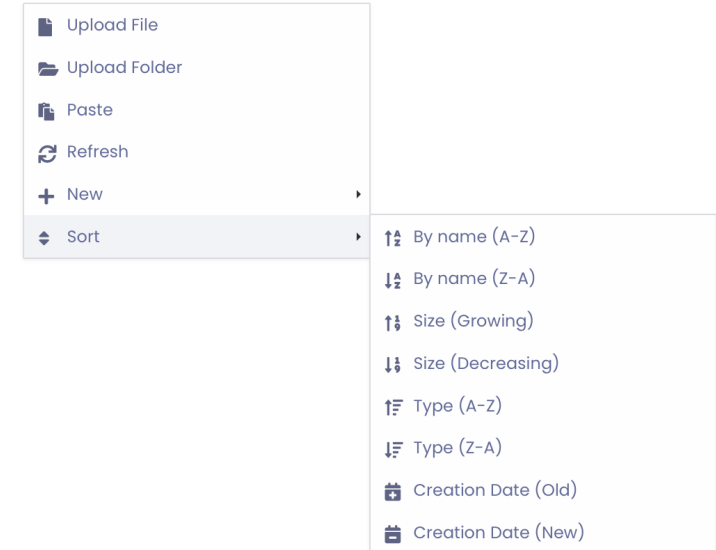 Upload File
Upload Folder
Paste
Refresh
New
Sort
By name (A-Z)
By name (Z-A)
Size (Growing)
Size (Decreasing)
Type (A-Z)
Type (Z-A)
Creation Date (Old)
Creation Date (New)